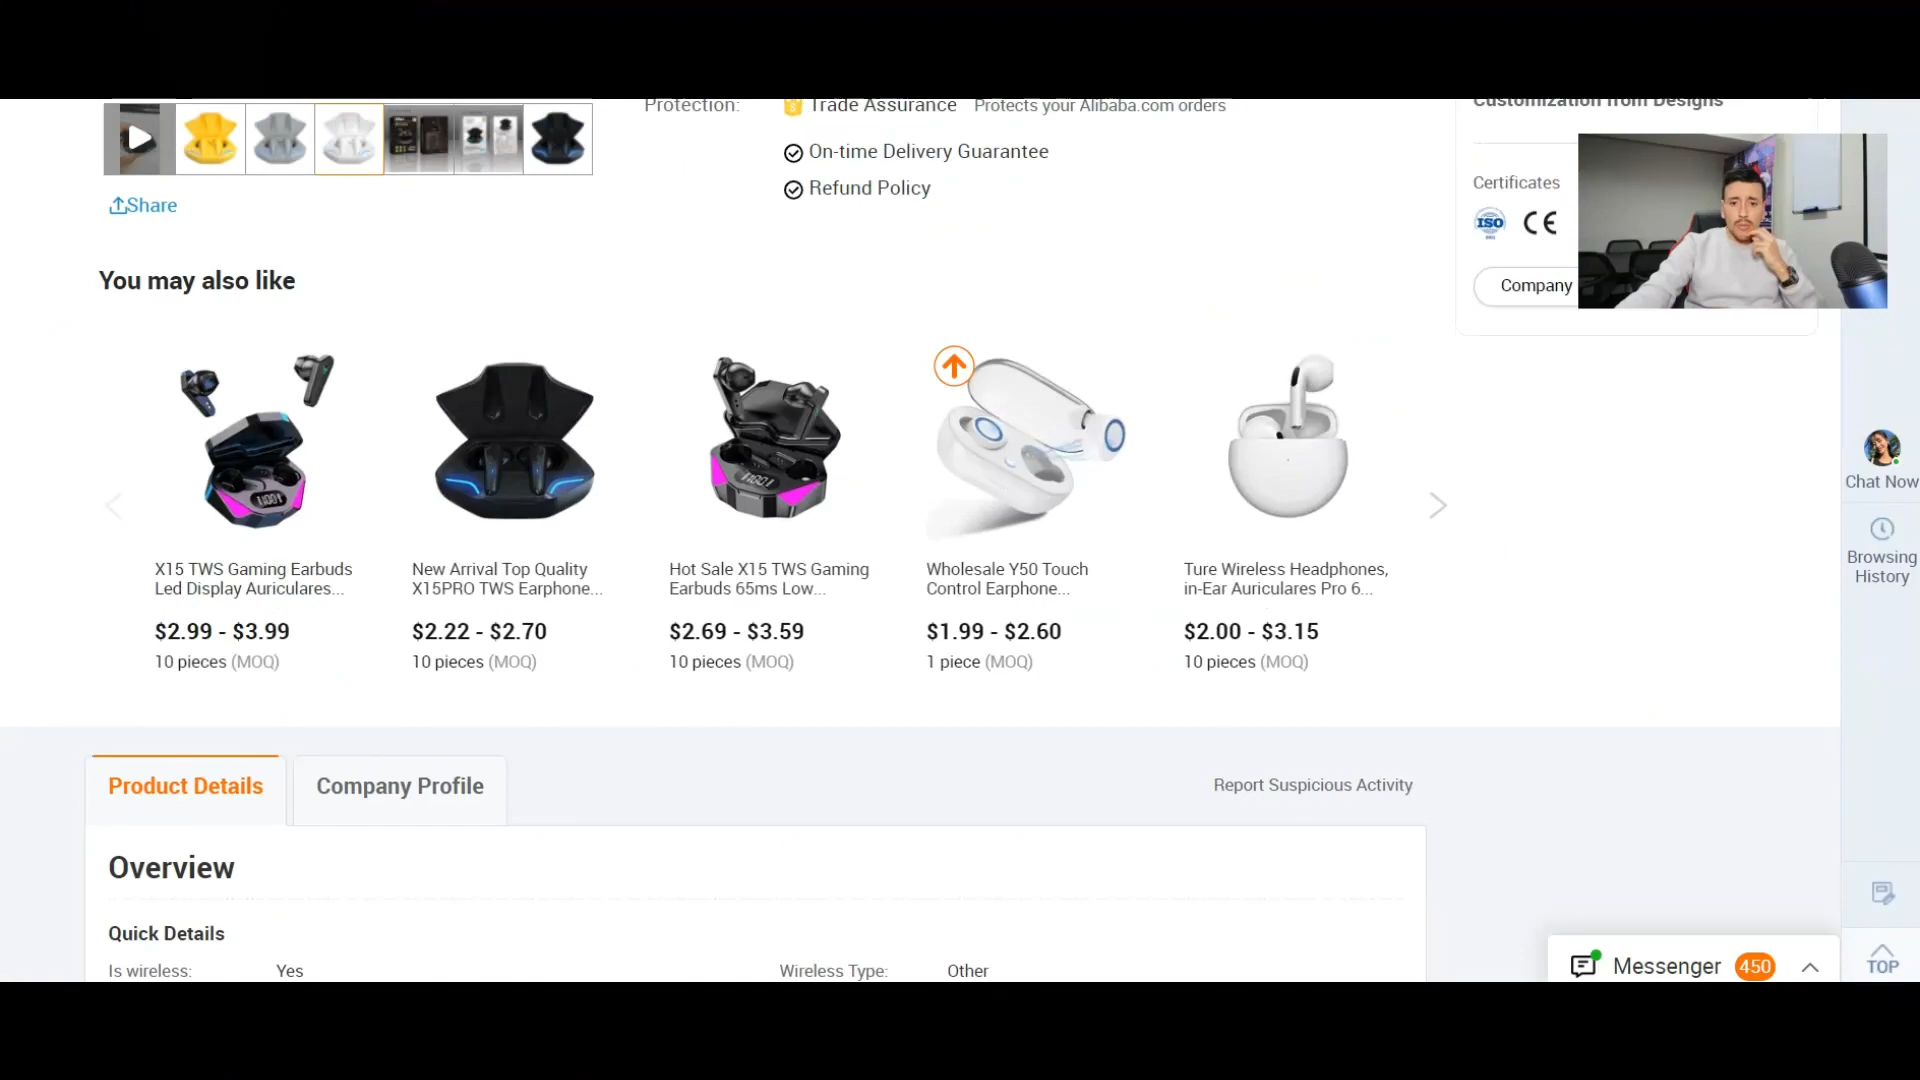 Protection:
Trade Assurance Protects your Alibaba.com orders
Customization from Designs
On-time Delivery Guarantee
Refund Policy
Share
Certificates
ISO
CE
Company
You may also like
X15 TWS Gaming Earbuds
Led Display Auriculares...
$2.99 - $3.99
10 pieces (MOQ)
New Arrival Top Quality
X15PRO TWS Earphone...
$2.22 - $2.70
10 pieces (MOQ)
Hot Sale X15 TWS Gaming
Earbuds 65ms Low...
$2.69 - $3.59
10 pieces (MOQ)
Wholesale Y50 Touch
Control Earphone...
$1.99 - $2.60
1 piece (MOQ)
Ture Wireless Headphones,
in-Ear Auriculares Pro 6...
$2.00 - $3.15
10 pieces (MOQ)
Chat Now
Browsing
History
Product Details
Company Profile
Report Suspicious Activity
Overview
Quick Details
Is wireless: Yes
Wireless Type: Other
Messenger 450
TOP